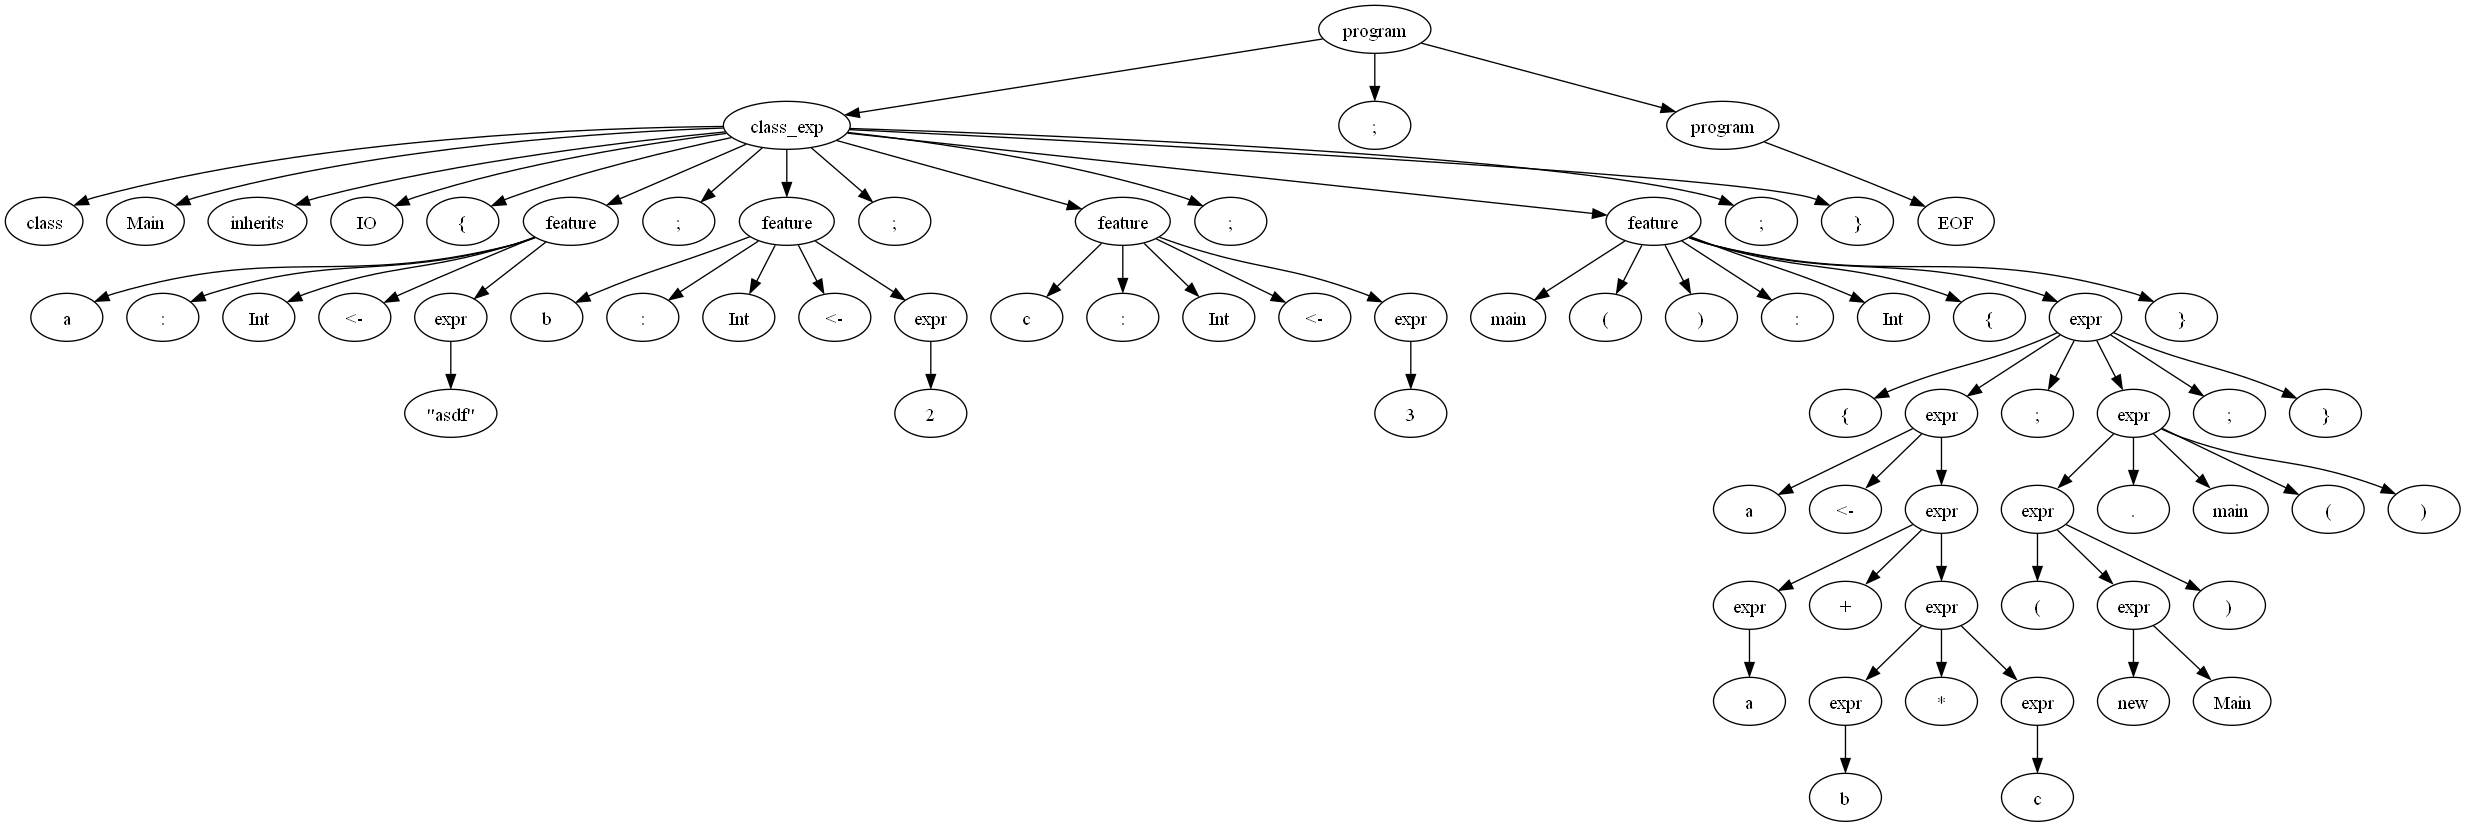 program
class_exp ; program
class Main inherits IO { feature ; feature ; feature ; feature ; } EOF
a : Int <- expr b : Int <- expr c : Int <- expr main ( ) : Int { expr }
"asdf" 2 3 { expr ; expr ; }
a <- expr expr . main ( )
expr + expr ( expr )
a expr * expr new Main
b c